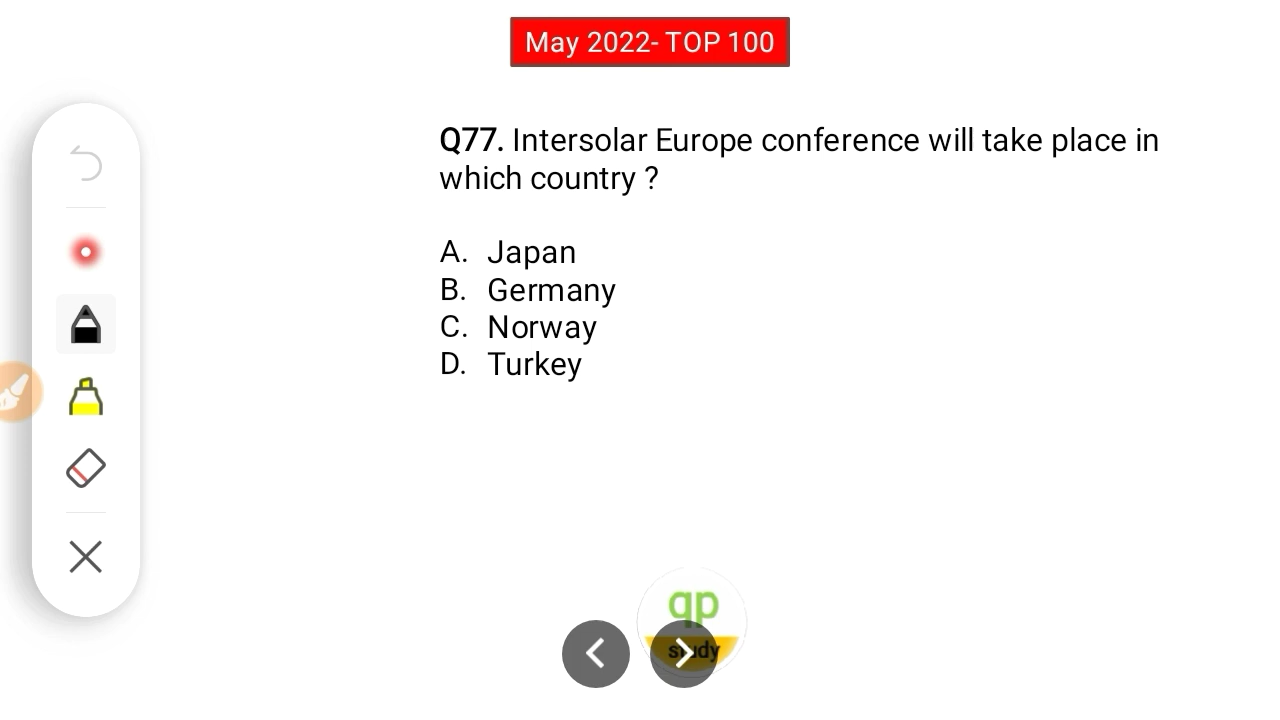 May 2022- TOP 100
Q77. Intersolar Europe conference will take place in
which country ?
A. Japan
B. Germany
C. Norway
D. Turkey
qp
study